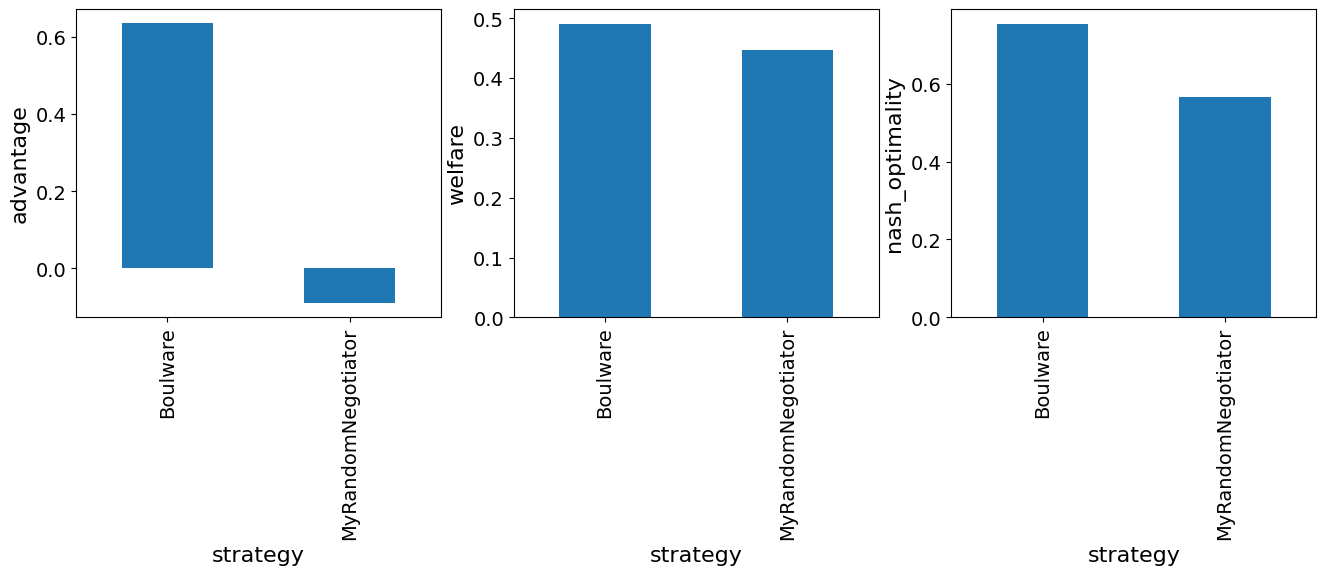 advantage
0.6
0.4
0.2
0.0
Boulware
MyRandomNegotiator
strategy
welfare
0.5
0.4
0.3
0.2
0.1
0.0
Boulware
MyRandomNegotiator
strategy
nash_optimality
0.6
0.4
0.2
0.0
Boulware
MyRandomNegotiator
strategy